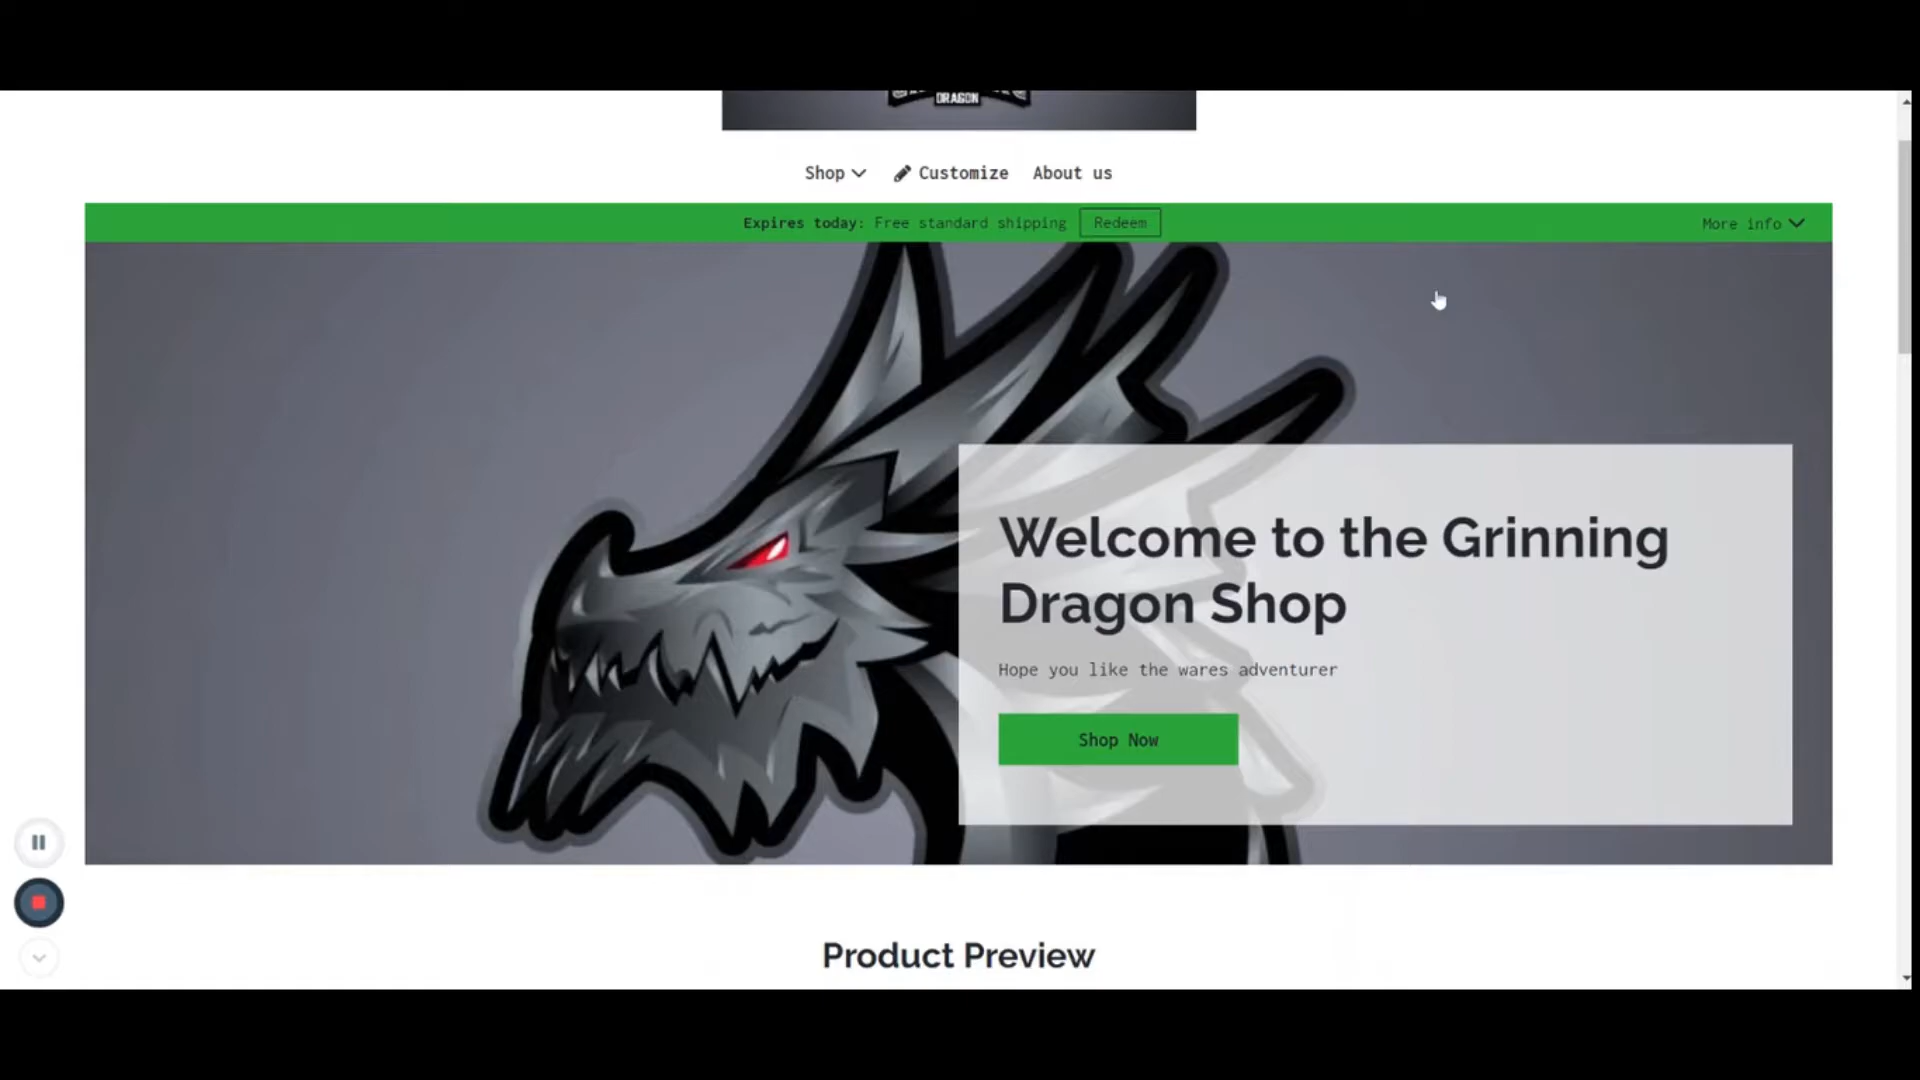 DRAGON
Shop Customize About us
Expires today: Free standard shipping Redeem More info
Welcome to the Grinning
Dragon Shop
Hope you like the wares adventurer
Shop Now
Product Preview